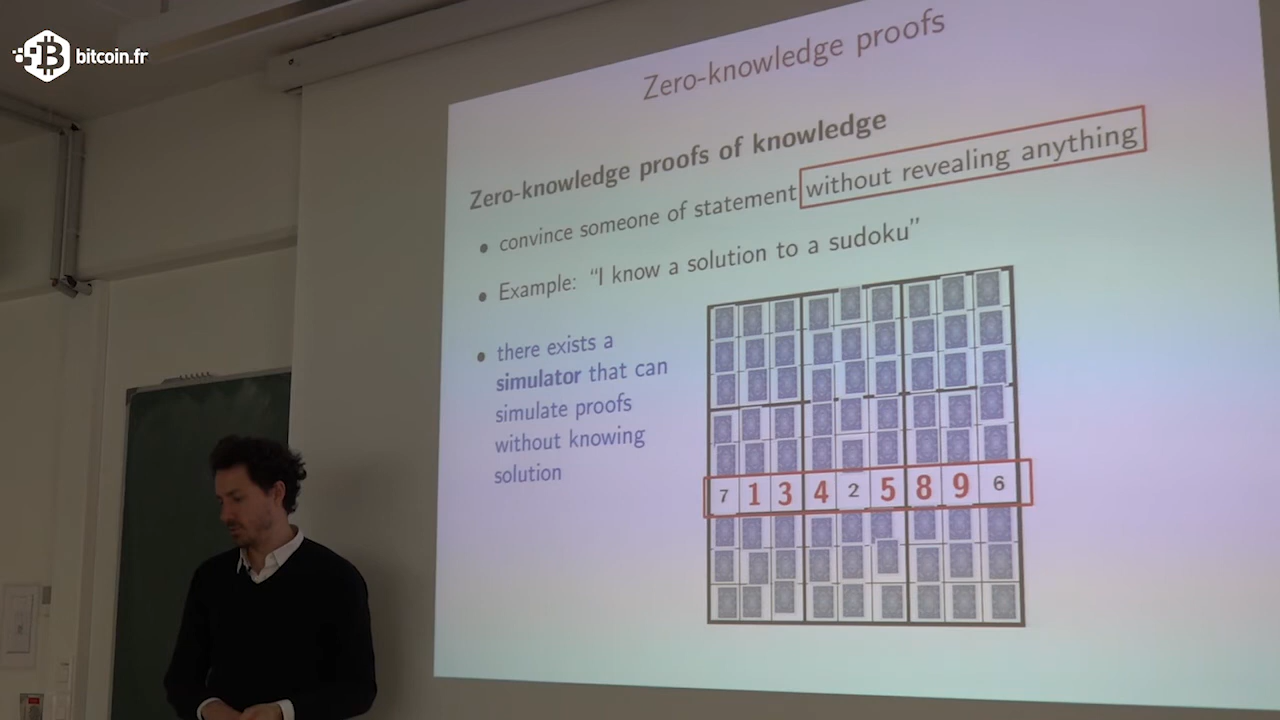 bitcoin.fr
Zero-knowledge proofs
Zero-knowledge proofs of knowledge
• convince someone of statement without revealing anything
• Example: “I know a solution to a sudoku”
• there exists a
simulator that can
simulate proofs
without knowing
solution
7 1 3 4 2 5 8 9 6